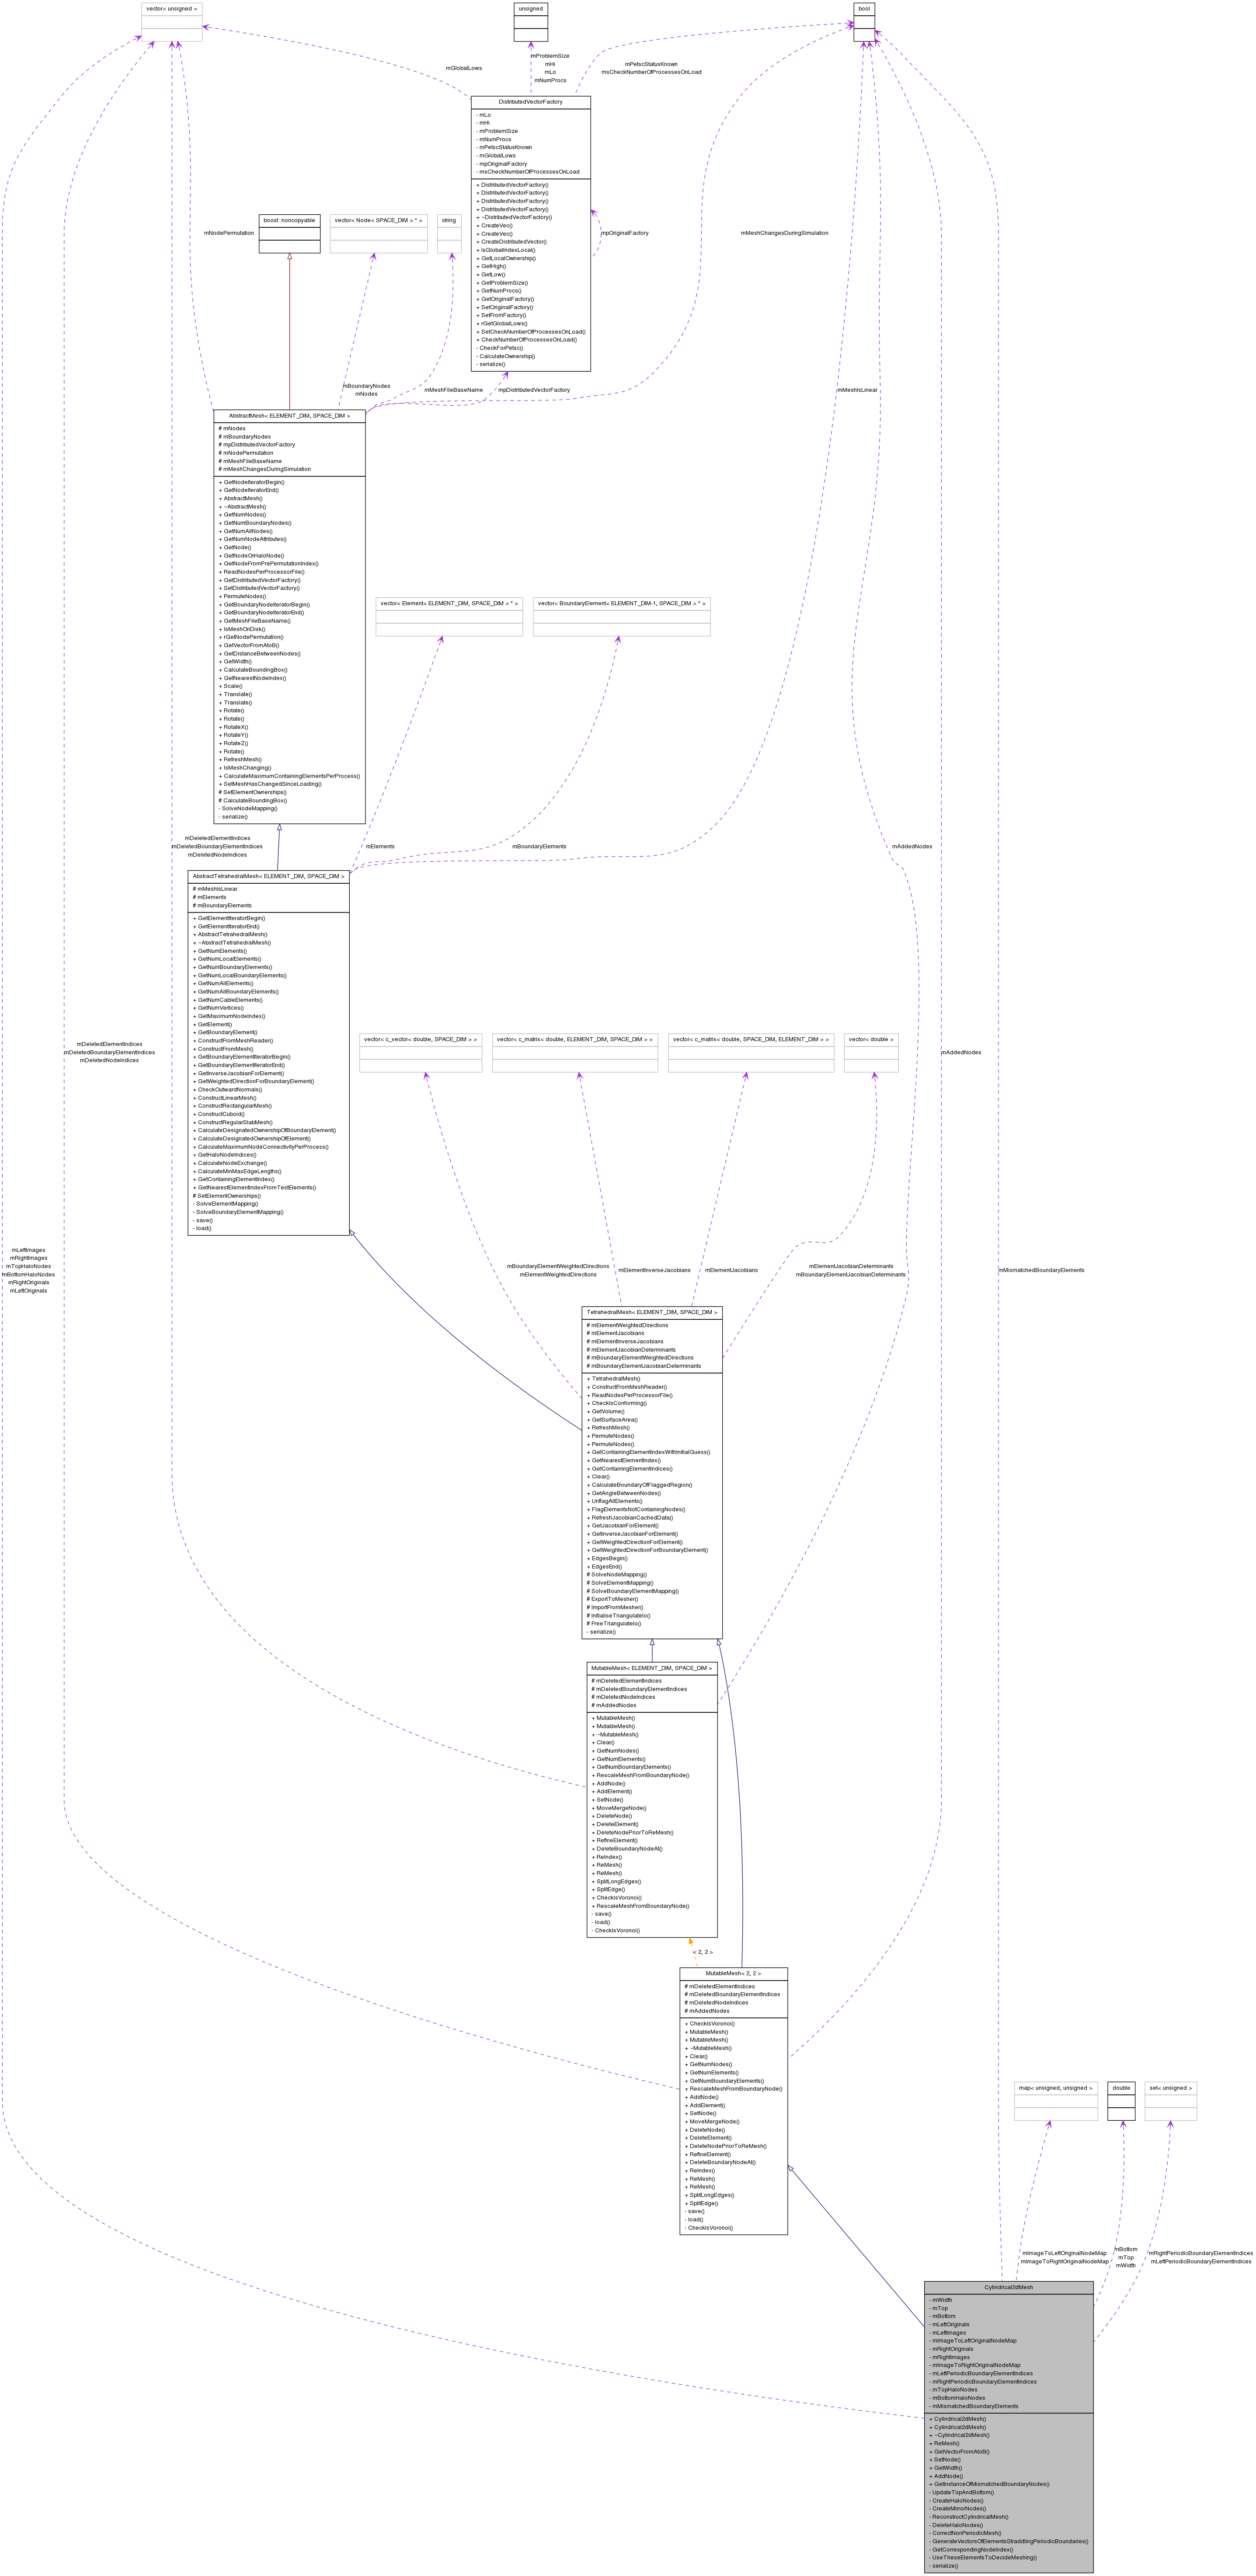 vector< unsigned >
unsigned
bool
mGlobalLows
mProblemSize
mHi
mLo
mNumProcs
mPetscStatusKnown
msCheckNumberOfProcessesOnLoad
DistributedVectorFactory
- mLo
- mHi
- mProblemSize
- mNumProcs
- mPetscStatusKnown
- mGlobalLows
- mpOriginalFactory
- msCheckNumberOfProcessesOnLoad
+ DistributedVectorFactory()
+ DistributedVectorFactory()
+ DistributedVectorFactory()
+ DistributedVectorFactory()
+ ~DistributedVectorFactory()
+ CreateVec()
+ CreateVec()
+ CreateDistributedVector()
+ IsGlobalIndexLocal()
+ GetLocalOwnership()
+ GetHigh()
+ GetLow()
+ GetProblemSize()
+ GetNumProcs()
+ GetOriginalFactory()
+ SetOriginalFactory()
+ SetFromFactory()
+ rGetGlobalLows()
+ SetCheckNumberOfProcessesOnLoad()
+ CheckNumberOfProcessesOnLoad()
- CheckForPetsc()
- CalculateOwnership()
- serialize()
boost::noncopyable
vector< Node< SPACE_DIM > * >
string
mNodePermutation
mpOriginalFactory
mMeshChangesDuringSimulation
mBoundaryNodes
mNodes
mMeshFileBaseName
mpDistributedVectorFactory
mMeshIsLinear
AbstractMesh< ELEMENT_DIM, SPACE_DIM >
# mNodes
# mBoundaryNodes
# mpDistributedVectorFactory
# mNodePermutation
# mMeshFileBaseName
# mMeshChangesDuringSimulation
+ GetNodeIteratorBegin()
+ GetNodeIteratorEnd()
+ AbstractMesh()
+ ~AbstractMesh()
+ GetNumNodes()
+ GetNumBoundaryNodes()
+ GetNumAllNodes()
+ GetNumNodeAttributes()
+ GetNode()
+ GetNodeOrHaloNode()
+ GetNodeFromPrePermutationIndex()
+ ReadNodesPerProcessorFile()
+ GetDistributedVectorFactory()
+ SetDistributedVectorFactory()
+ PermuteNodes()
+ GetBoundaryNodeIteratorBegin()
+ GetBoundaryNodeIteratorEnd()
+ GetMeshFileBaseName()
+ IsMeshOnDisk()
+ rGetNodePermutation()
+ GetVectorFromAtoB()
+ GetDistanceBetweenNodes()
+ GetWidth()
+ CalculateBoundingBox()
+ GetNearestNodeIndex()
+ Scale()
+ Translate()
+ Translate()
+ Rotate()
+ Rotate()
+ RotateX()
+ RotateY()
+ RotateZ()
+ Rotate()
+ RefreshMesh()
+ IsMeshChanging()
+ CalculateMaximumContainingElementsPerProcess()
+ SetMeshHasChangedSinceLoading()
# SetElementOwnerships()
# CalculateBoundingBox()
- SolveNodeMapping()
- serialize()
vector< Element< ELEMENT_DIM, SPACE_DIM > * >
vector< BoundaryElement< ELEMENT_DIM-1, SPACE_DIM > * >
mDeletedElementIndices
mDeletedBoundaryElementIndices
mDeletedNodeIndices
mElements
mBoundaryElements
mAddedNodes
AbstractTetrahedralMesh< ELEMENT_DIM, SPACE_DIM >
# mMeshIsLinear
# mElements
# mBoundaryElements
+ GetElementIteratorBegin()
+ GetElementIteratorEnd()
+ AbstractTetrahedralMesh()
+ ~AbstractTetrahedralMesh()
+ GetNumElements()
+ GetNumLocalElements()
+ GetNumBoundaryElements()
+ GetNumLocalBoundaryElements()
+ GetNumAllElements()
+ GetNumAllBoundaryElements()
+ GetNumCableElements()
+ GetNumVertices()
+ GetMaximumNodeIndex()
+ GetElement()
+ GetBoundaryElement()
+ ConstructFromMeshReader()
+ ConstructFromMesh()
+ GetBoundaryElementIteratorBegin()
+ GetBoundaryElementIteratorEnd()
+ GetInverseJacobianForElement()
+ GetWeightedDirectionForBoundaryElement()
+ CheckOutwardNormals()
+ ConstructLinearMesh()
+ ConstructRectangularMesh()
+ ConstructCuboid()
+ ConstructRegularSlabMesh()
+ CalculateDesignatedOwnershipOfBoundaryElement()
+ CalculateDesignatedOwnershipOfElement()
+ CalculateMaximumNodeConnectivityPerProcess()
+ GetHaloNodeIndices()
+ CalculateNodeExchange()
+ CalculateMinMaxEdgeLengths()
+ GetContainingElementIndex()
+ GetNearestElementIndexFromTestElements()
# SetElementOwnerships()
- SolveElementMapping()
- SolveBoundaryElementMapping()
- save()
- load()
vector< c_vector< double, SPACE_DIM > >
vector< c_matrix< double, ELEMENT_DIM, SPACE_DIM > >
vector< c_matrix< double, SPACE_DIM, ELEMENT_DIM > >
vector< double >
mDeletedElementIndices
mDeletedBoundaryElementIndices
mDeletedNodeIndices
mAddedNodes
mLeftImages
mRightImages
mTopHaloNodes
mBottomHaloNodes
mRightOriginals
mLeftOriginals
mBoundaryElementWeightedDirections
mElementWeightedDirections
mElementInverseJacobians
mElementJacobians
mElementJacobianDeterminants
mBoundaryElementJacobianDeterminants
mMismatchedBoundaryElements
TetrahedralMesh< ELEMENT_DIM, SPACE_DIM >
# mElementWeightedDirections
# mElementJacobians
# mElementInverseJacobians
# mElementJacobianDeterminants
# mBoundaryElementWeightedDirections
# mBoundaryElementJacobianDeterminants
+ TetrahedralMesh()
+ ConstructFromMeshReader()
+ ReadNodesPerProcessorFile()
+ CheckIsConforming()
+ GetVolume()
+ GetSurfaceArea()
+ RefreshMesh()
+ PermuteNodes()
+ PermuteNodes()
+ GetContainingElementIndexWithInitialGuess()
+ GetNearestElementIndex()
+ GetContainingElementIndices()
+ Clear()
+ CalculateBoundaryOfFlaggedRegion()
+ GetAngleBetweenNodes()
+ UnflagAllElements()
+ FlagElementsNotContainingNodes()
+ RefreshJacobianCachedData()
+ GetJacobianForElement()
+ GetInverseJacobianForElement()
+ GetWeightedDirectionForElement()
+ GetWeightedDirectionForBoundaryElement()
+ EdgesBegin()
+ EdgesEnd()
# SolveNodeMapping()
# SolveElementMapping()
# SolveBoundaryElementMapping()
# ExportToMesher()
# ImportFromMesher()
# InitialiseTriangulateIo()
# FreeTriangulateIo()
- serialize()
MutableMesh< ELEMENT_DIM, SPACE_DIM >
# mDeletedElementIndices
# mDeletedBoundaryElementIndices
# mDeletedNodeIndices
# mAddedNodes
+ MutableMesh()
+ MutableMesh()
+ ~MutableMesh()
+ Clear()
+ GetNumNodes()
+ GetNumElements()
+ GetNumBoundaryElements()
+ RescaleMeshFromBoundaryNode()
+ AddNode()
+ AddElement()
+ SetNode()
+ MoveMergeNode()
+ DeleteNode()
+ DeleteElement()
+ DeleteNodePriorToReMesh()
+ RefineElement()
+ DeleteBoundaryNodeAt()
+ ReIndex()
+ ReMesh()
+ ReMesh()
+ SplitLongEdges()
+ SplitEdge()
+ CheckIsVoronoi()
+ RescaleMeshFromBoundaryNode()
- save()
- load()
- CheckIsVoronoi()
< 2, 2 >
MutableMesh< 2, 2 >
# mDeletedElementIndices
# mDeletedBoundaryElementIndices
# mDeletedNodeIndices
# mAddedNodes
+ CheckIsVoronoi()
+ MutableMesh()
+ MutableMesh()
+ ~MutableMesh()
+ Clear()
+ GetNumNodes()
+ GetNumElements()
+ GetNumBoundaryElements()
+ RescaleMeshFromBoundaryNode()
+ AddNode()
+ AddElement()
+ SetNode()
+ MoveMergeNode()
+ DeleteNode()
+ DeleteElement()
+ DeleteNodePriorToReMesh()
+ RefineElement()
+ DeleteBoundaryNodeAt()
+ ReIndex()
+ ReMesh()
+ ReMesh()
+ SplitLongEdges()
+ SplitEdge()
- save()
- load()
- CheckIsVoronoi()
map< unsigned, unsigned >
double
set< unsigned >
mImageToLeftOriginalNodeMap
mImageToRightOriginalNodeMap
mBottom
mTop
mWidth
mRightPeriodicBoundaryElementIndices
mLeftPeriodicBoundaryElementIndices
Cylindrical2dMesh
- mWidth
- mTop
- mBottom
- mLeftOriginals
- mLeftImages
- mImageToLeftOriginalNodeMap
- mRightOriginals
- mRightImages
- mImageToRightOriginalNodeMap
- mLeftPeriodicBoundaryElementIndices
- mRightPeriodicBoundaryElementIndices
- mTopHaloNodes
- mBottomHaloNodes
- mMismatchedBoundaryElements
+ Cylindrical2dMesh()
+ Cylindrical2dMesh()
+ ~Cylindrical2dMesh()
+ ReMesh()
+ GetVectorFromAtoB()
+ SetNode()
+ GetWidth()
+ AddNode()
+ GetInstanceOfMismatchedBoundaryNodes()
- UpdateTopAndBottom()
- CreateHaloNodes()
- CreateMirrorNodes()
- ReconstructCylindricalMesh()
- DeleteHaloNodes()
- CorrectNonPeriodicMesh()
- GenerateVectorsOfElementsStraddlingPeriodicBoundaries()
- GetCorrespondingNodeIndex()
- UseTheseElementsToDecideMeshing()
- serialize()